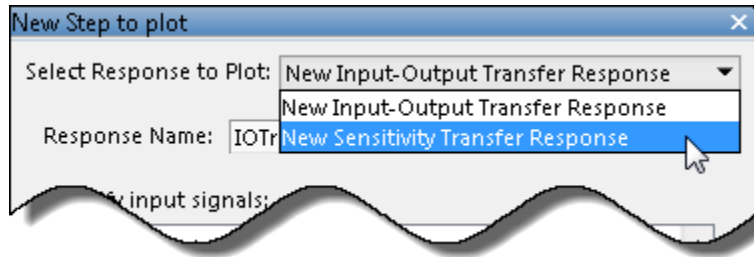 New Step to plot
Select Response to Plot: New Input-Output Transfer Response
New Input-Output Transfer Response
Response Name: IOTr New Sensitivity Transfer Response
input signals: